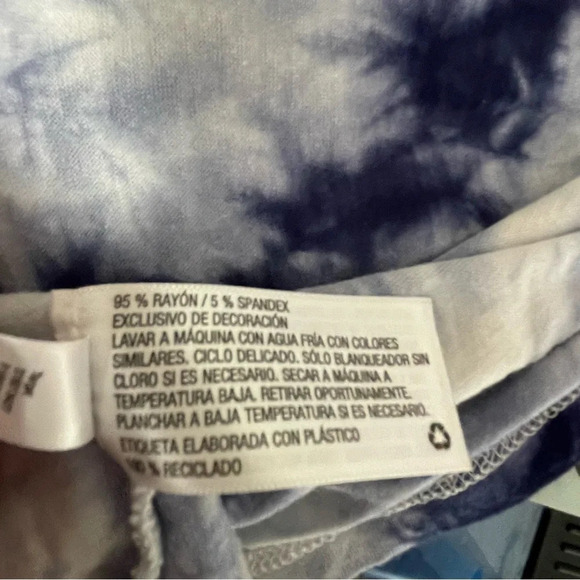 95 % RAYÓN / 5 % SPANDEX
EXCLUSIVO DE DECORACIÓN
LAVAR A MÁQUINA CON AGUA FRÍA CON COLORES
SIMILARES. CICLO DELICADO. SÓLO BLANQUEADOR SIN
CLORO SI ES NECESARIO. SECAR A MÁQUINA A
TEMPERATURA BAJA. RETIRAR OPORTUNAMENTE.
PLANCHAR A BAJA TEMPERATURA SI ES NECESARIO.
ETIQUETA ELABORADA CON PLÁSTICO
100 % RECICLADO